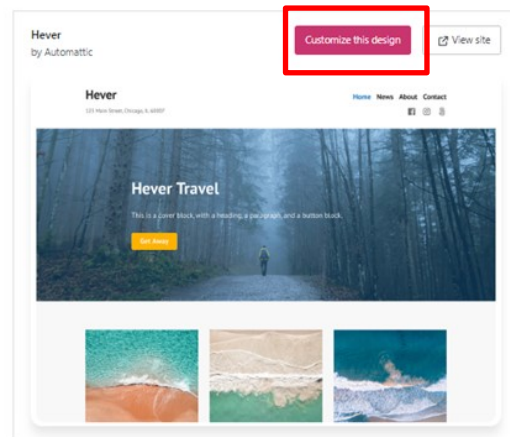 Hever
by Automattic
Customize this design
View site
Hever
Home News About Contact
Hever Travel
This is a cover block, with a heading, a paragraph, and a button block.
Get Away